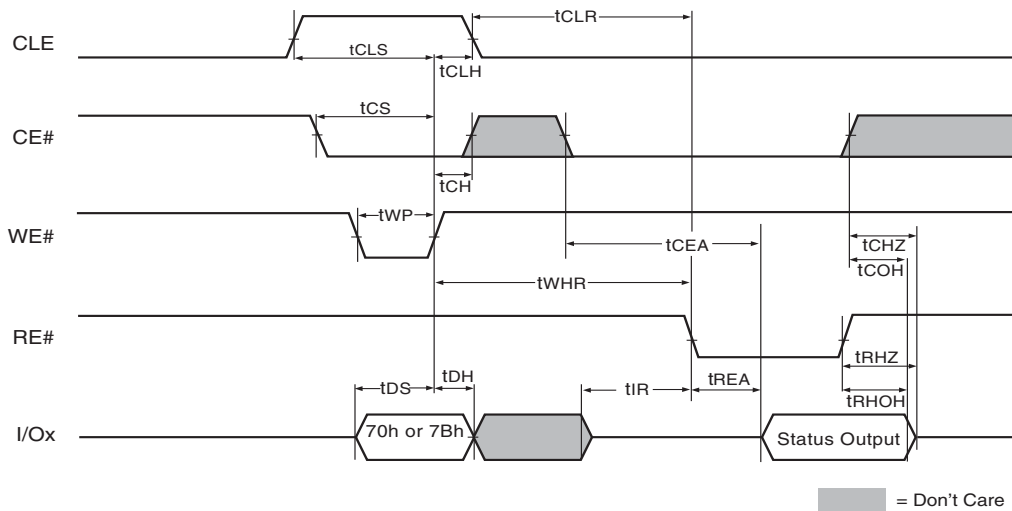 tCLR
CLE
tCLS
tCLH
tCS
CE#
tCH
tWP
WE#
tCEA
tCHZ
tCOH
tWHR
RE#
tRHZ
tDS
tDH
tIR
tREA
tRHOH
I/Ox
70h or 7Bh
Status Output
= Don't Care